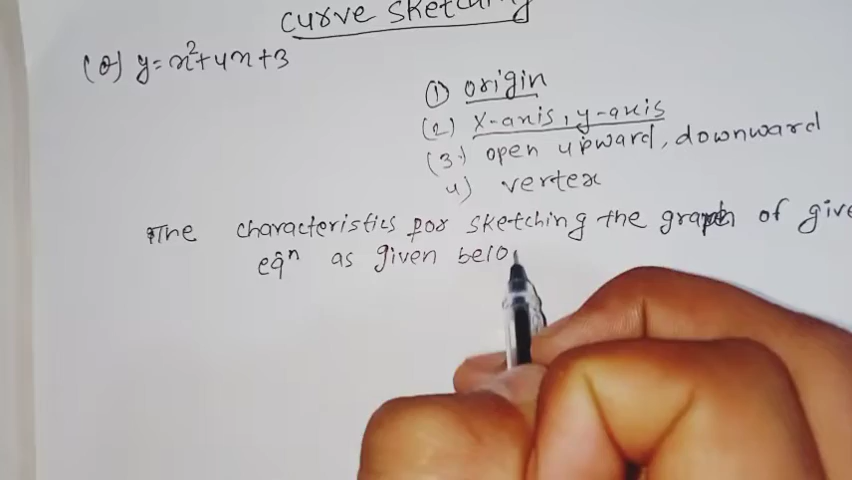 curve sketching
(Q) y=x²+4x+3
① origin
(2) x-axis, y-axis
(3.) open upward, downward
4) vertex
The characteristics for sketching the graph of give
eqⁿ as given belo